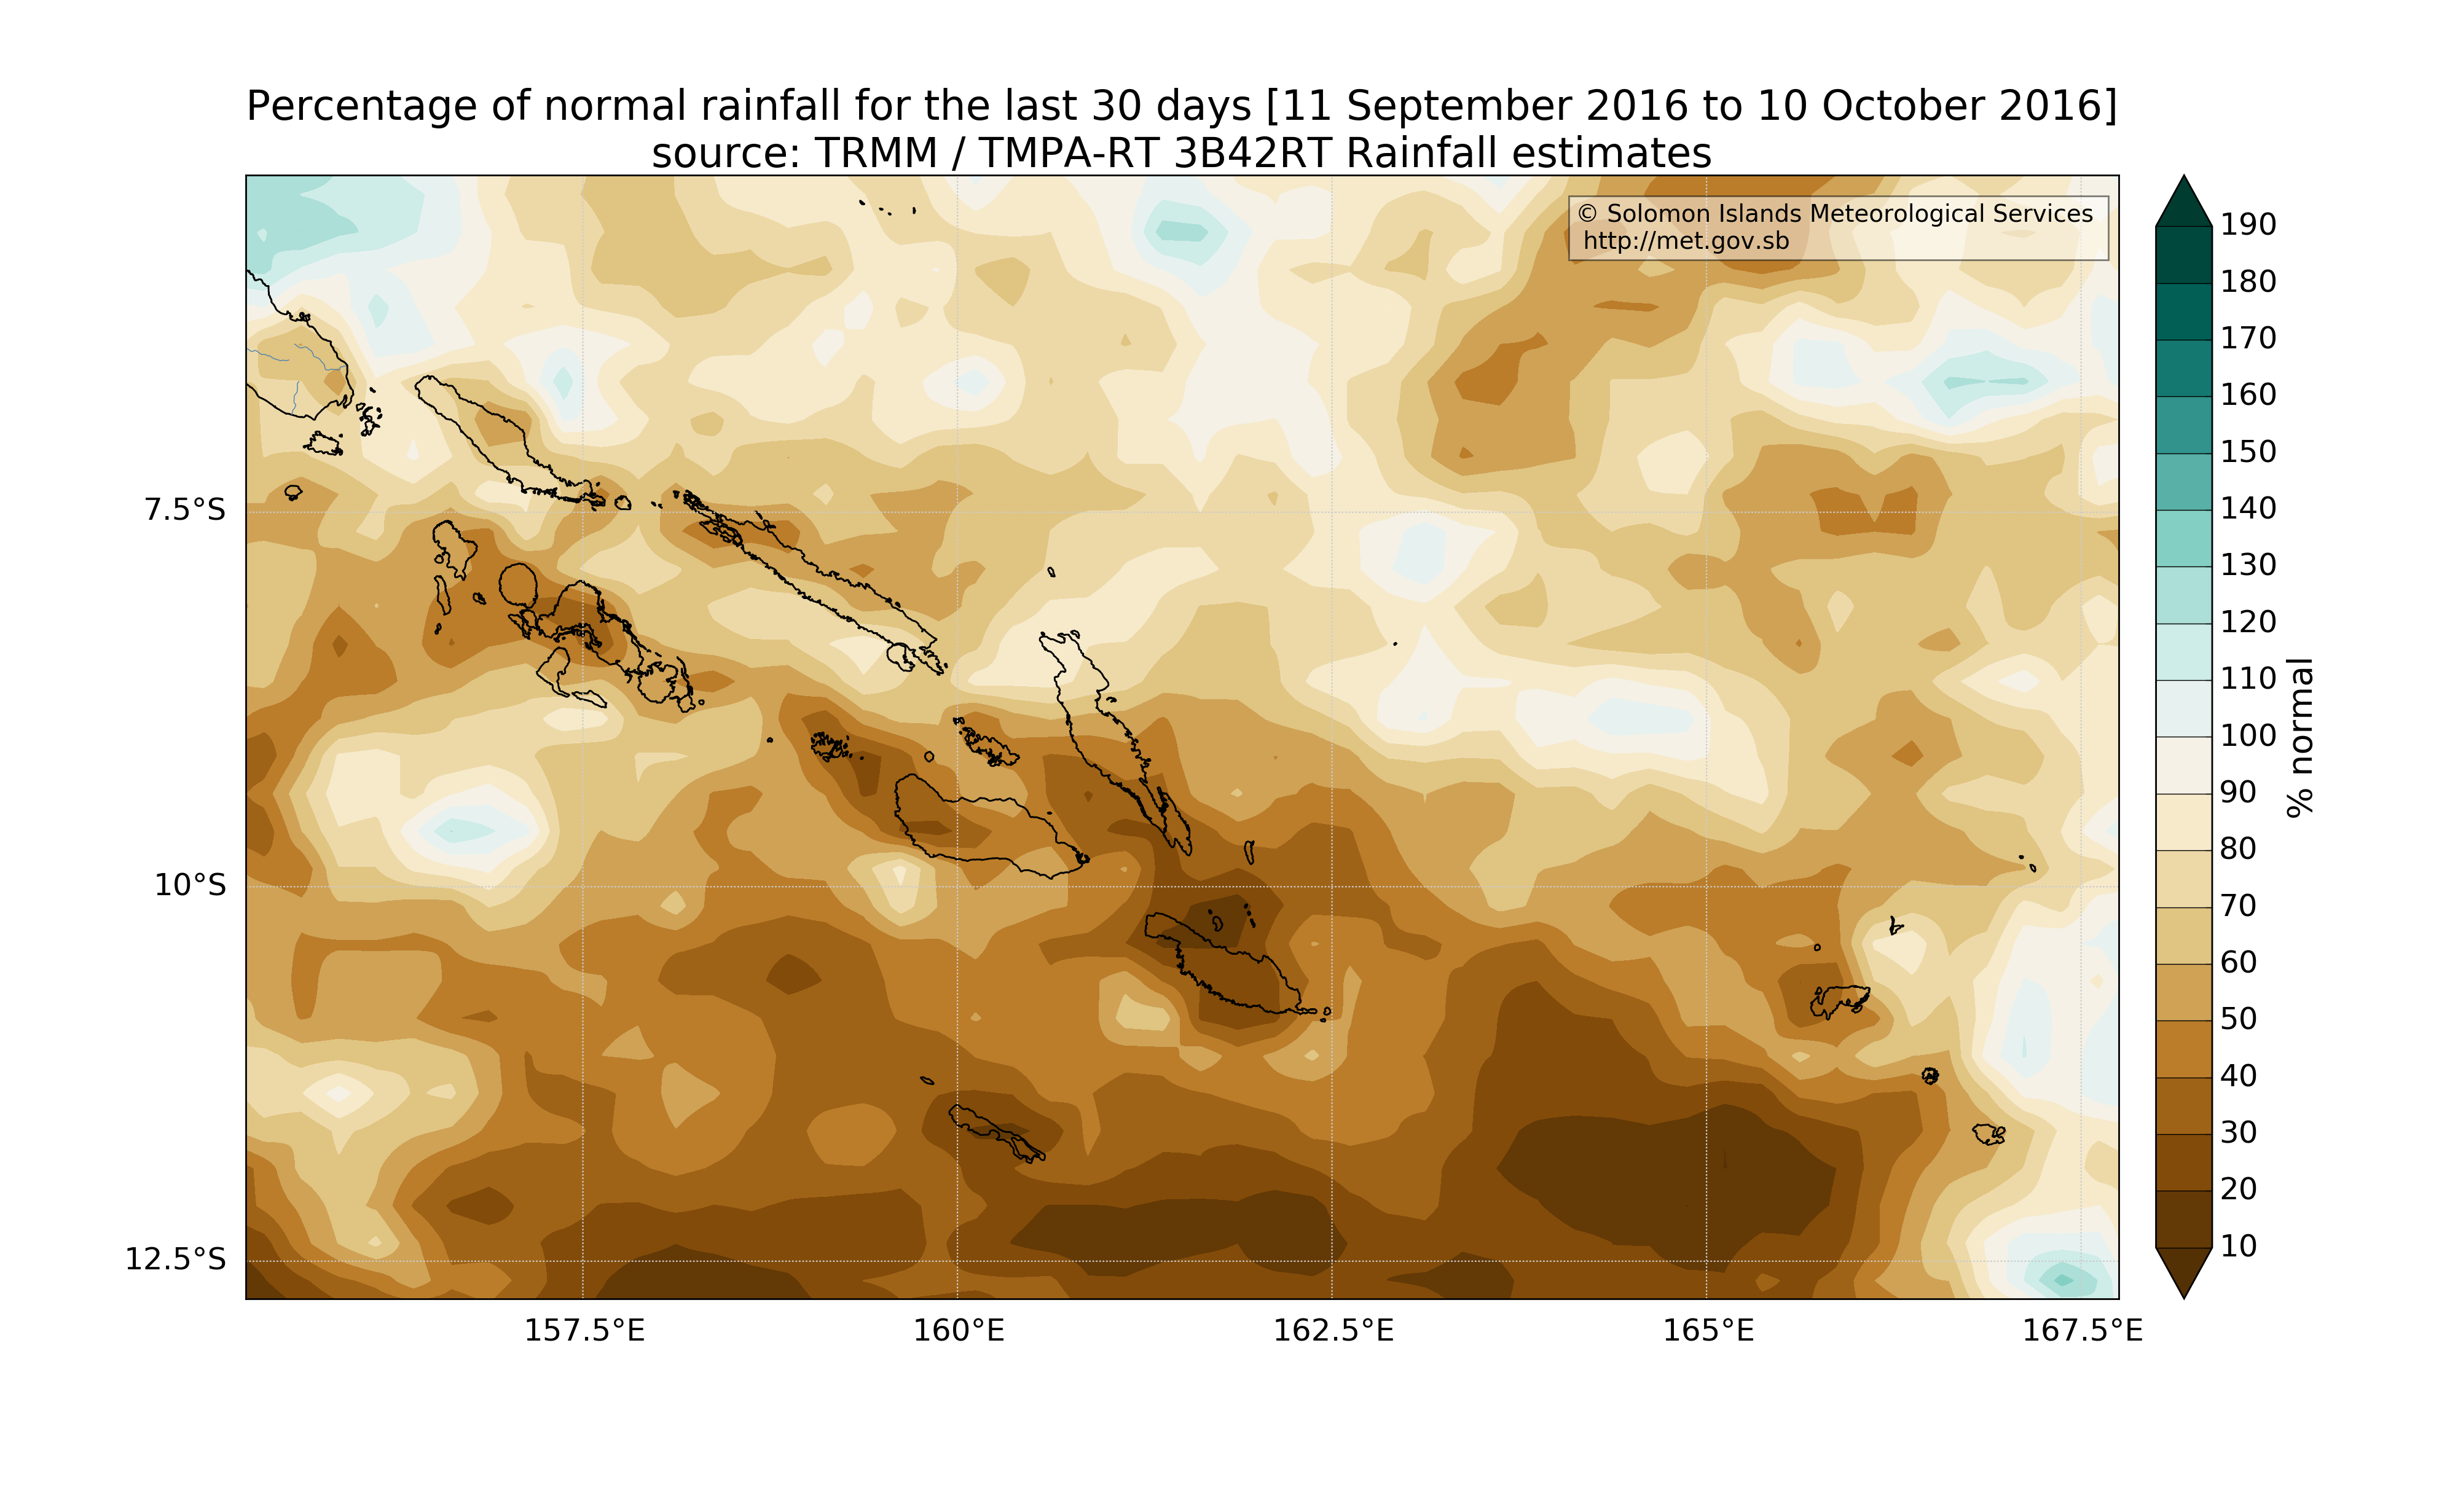 Percentage of normal rainfall for the last 30 days [11 September 2016 to 10 October 2016]
source: TRMM / TMPA-RT 3B42RT Rainfall estimates
© Solomon Islands Meteorological Services
http://met.gov.sb
7.5°S
10°S
12.5°S
157.5°E
160°E
162.5°E
165°E
167.5°E
190
180
170
160
150
140
130
120
110
100
90
80
70
60
50
40
30
20
10
% normal